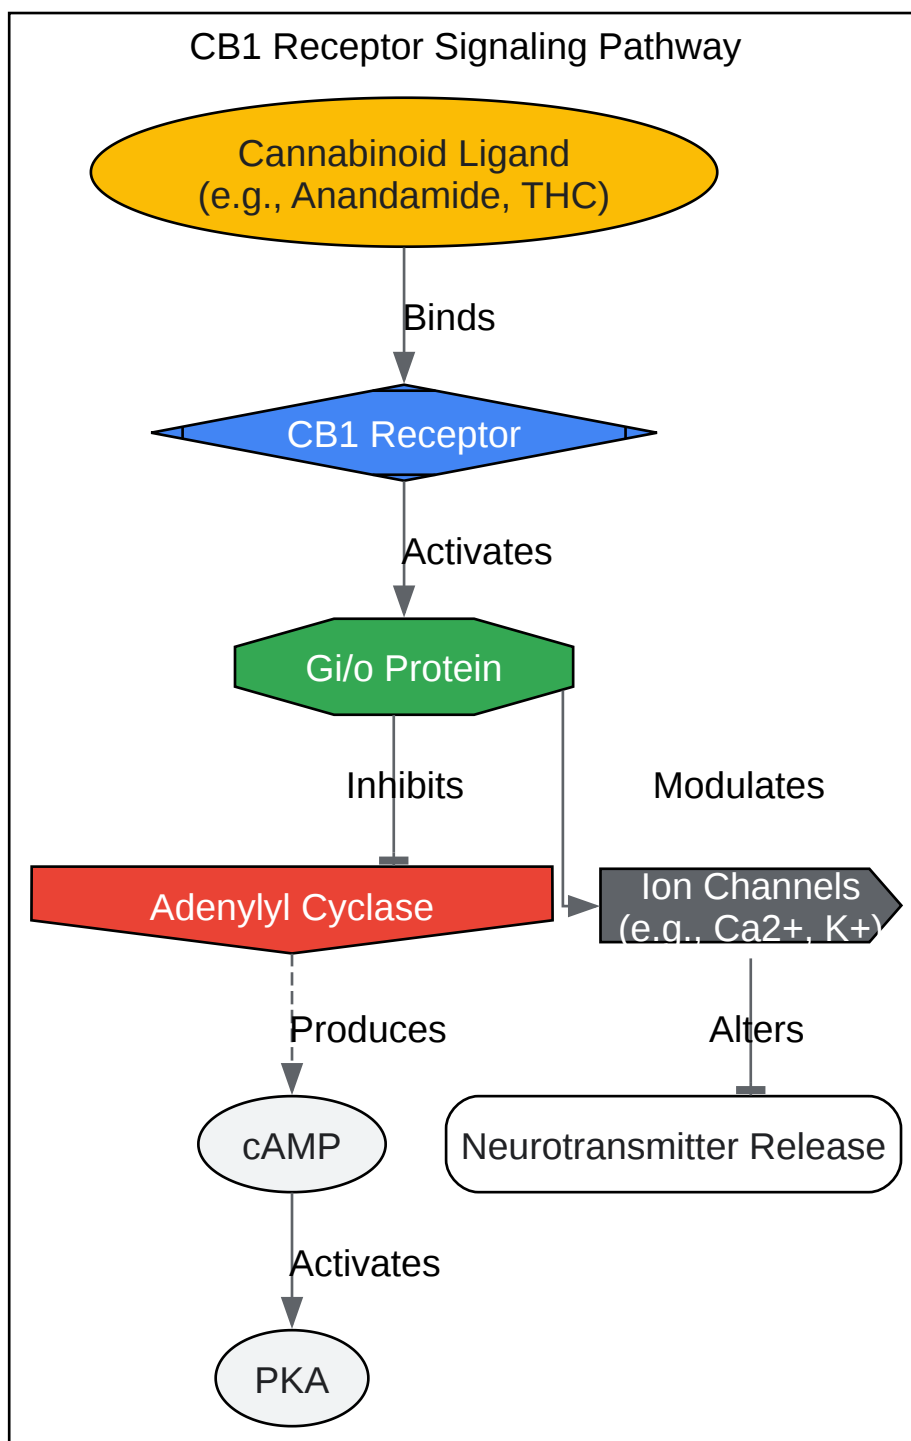 CB1 Receptor Signaling Pathway
Cannabinoid Ligand
(e.g., Anandamide, THC)
Binds
CB1 Receptor
Activates
Gi/o Protein
Inhibits
Modulates
Adenylyl Cyclase
Ion Channels
(e.g., Ca2+, K+)
Produces
Alters
cAMP
Neurotransmitter Release
Activates
PKA